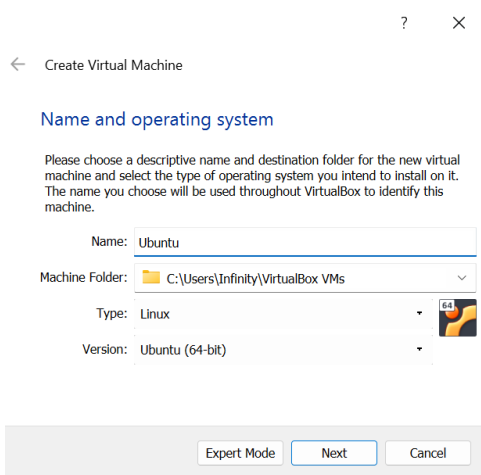 ?
Create Virtual Machine
Name and operating system
Please choose a descriptive name and destination folder for the new virtual
machine and select the type of operating system you intend to install on it.
The name you choose will be used throughout VirtualBox to identify this
machine.
Name: Ubuntu
Machine Folder: C:\Users\Infinity\VirtualBox VMs
Type: Linux
64
Version: Ubuntu (64-bit)
Expert Mode Next Cancel